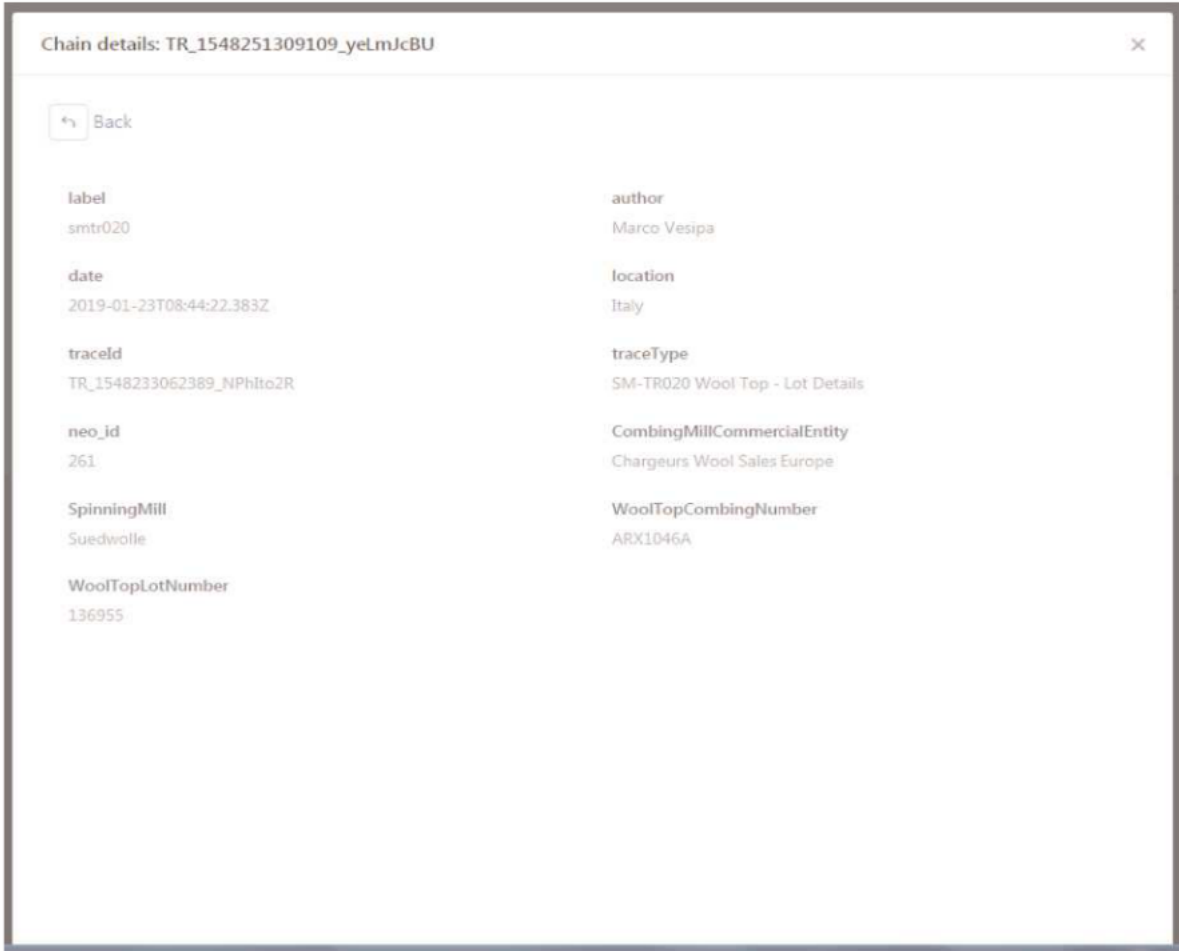 Chain details: TR_1548251309109_yeLmJcBU
Back
label
smtr020
author
Marco Vesipa
date
2019-01-23T08:44:22.383Z
location
Italy
traceId
TR_1548233062389_NPhIto2R
traceType
SM-TR020 Wool Top - Lot Details
neo_id
261
CombingMillCommercialEntity
Chargeurs Wool Sales Europe
SpinningMill
Suedwolle
WoolTopCombingNumber
ARX1046A
WoolTopLotNumber
136955